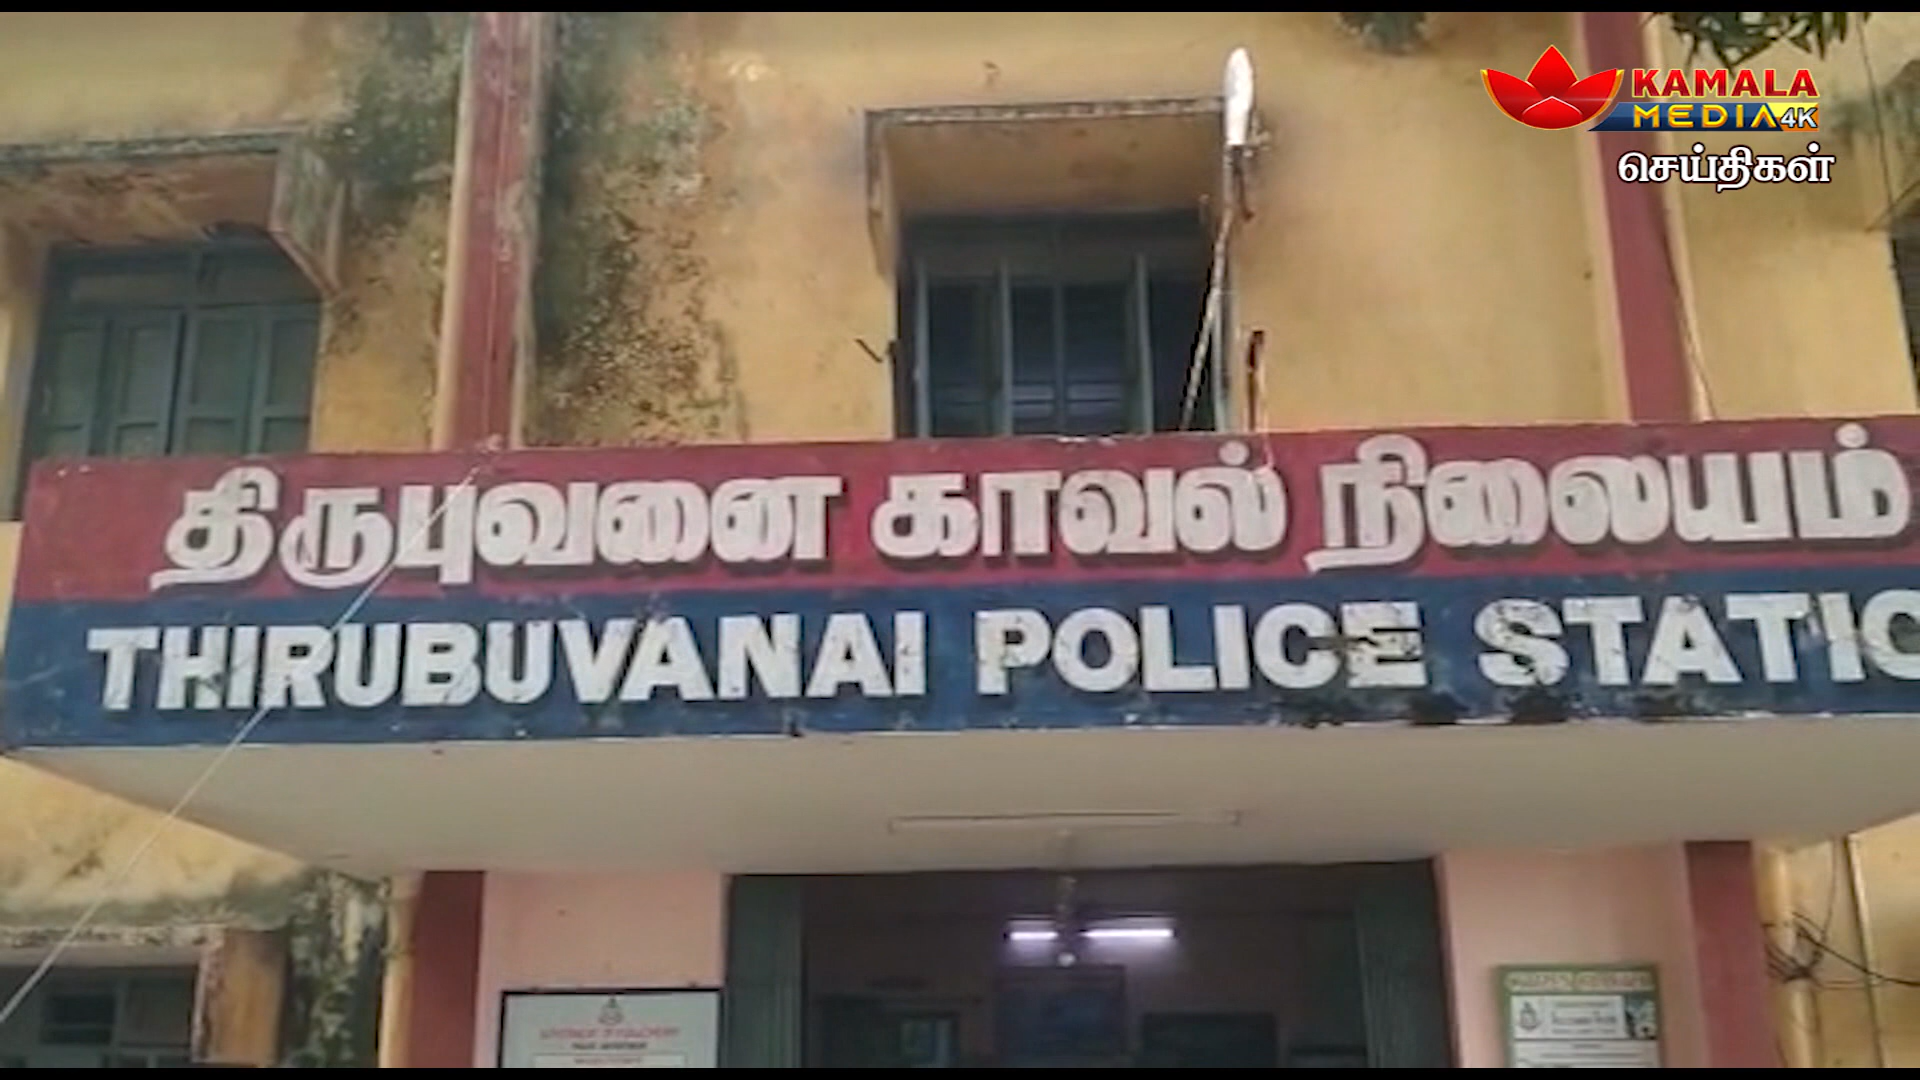 KAMALA
MEDIA 4K
செய்திகள்
திருபுவனை காவல் நிலையம்
THIRUBUVANAI POLICE STATIO